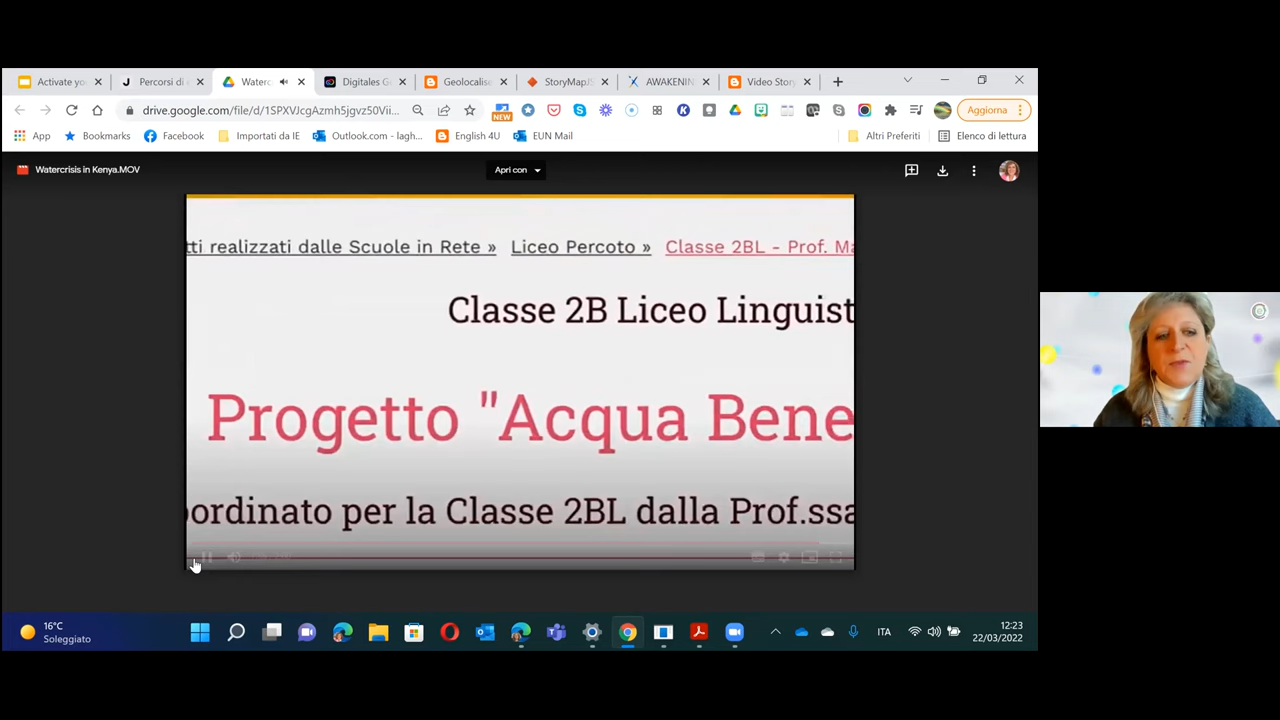 Activate yo
Percorsi di
Waterc
Digitales G
Geolocalise
StoryMapJS
AWAKENIN
Video Story
drive.google.com/file/d/1SPXVJcgAzmh5jgvz50Vii...
NEW
Aggiorna
App
Bookmarks
Facebook
Importati da IE
Outlook.com - lagh...
English 4U
EUN Mail
Altri Preferiti
Elenco di lettura
Watercrisis in Kenya.MOV
Apri con
tti realizzati dalle Scuole in Rete » Liceo Percoto » Classe 2BL - Prof. Ma
Classe 2B Liceo Linguist
Progetto "Acqua Bene
oordinato per la Classe 2BL dalla Prof.ssa
16°C
Soleggiato
ITA
12:23
22/03/2022